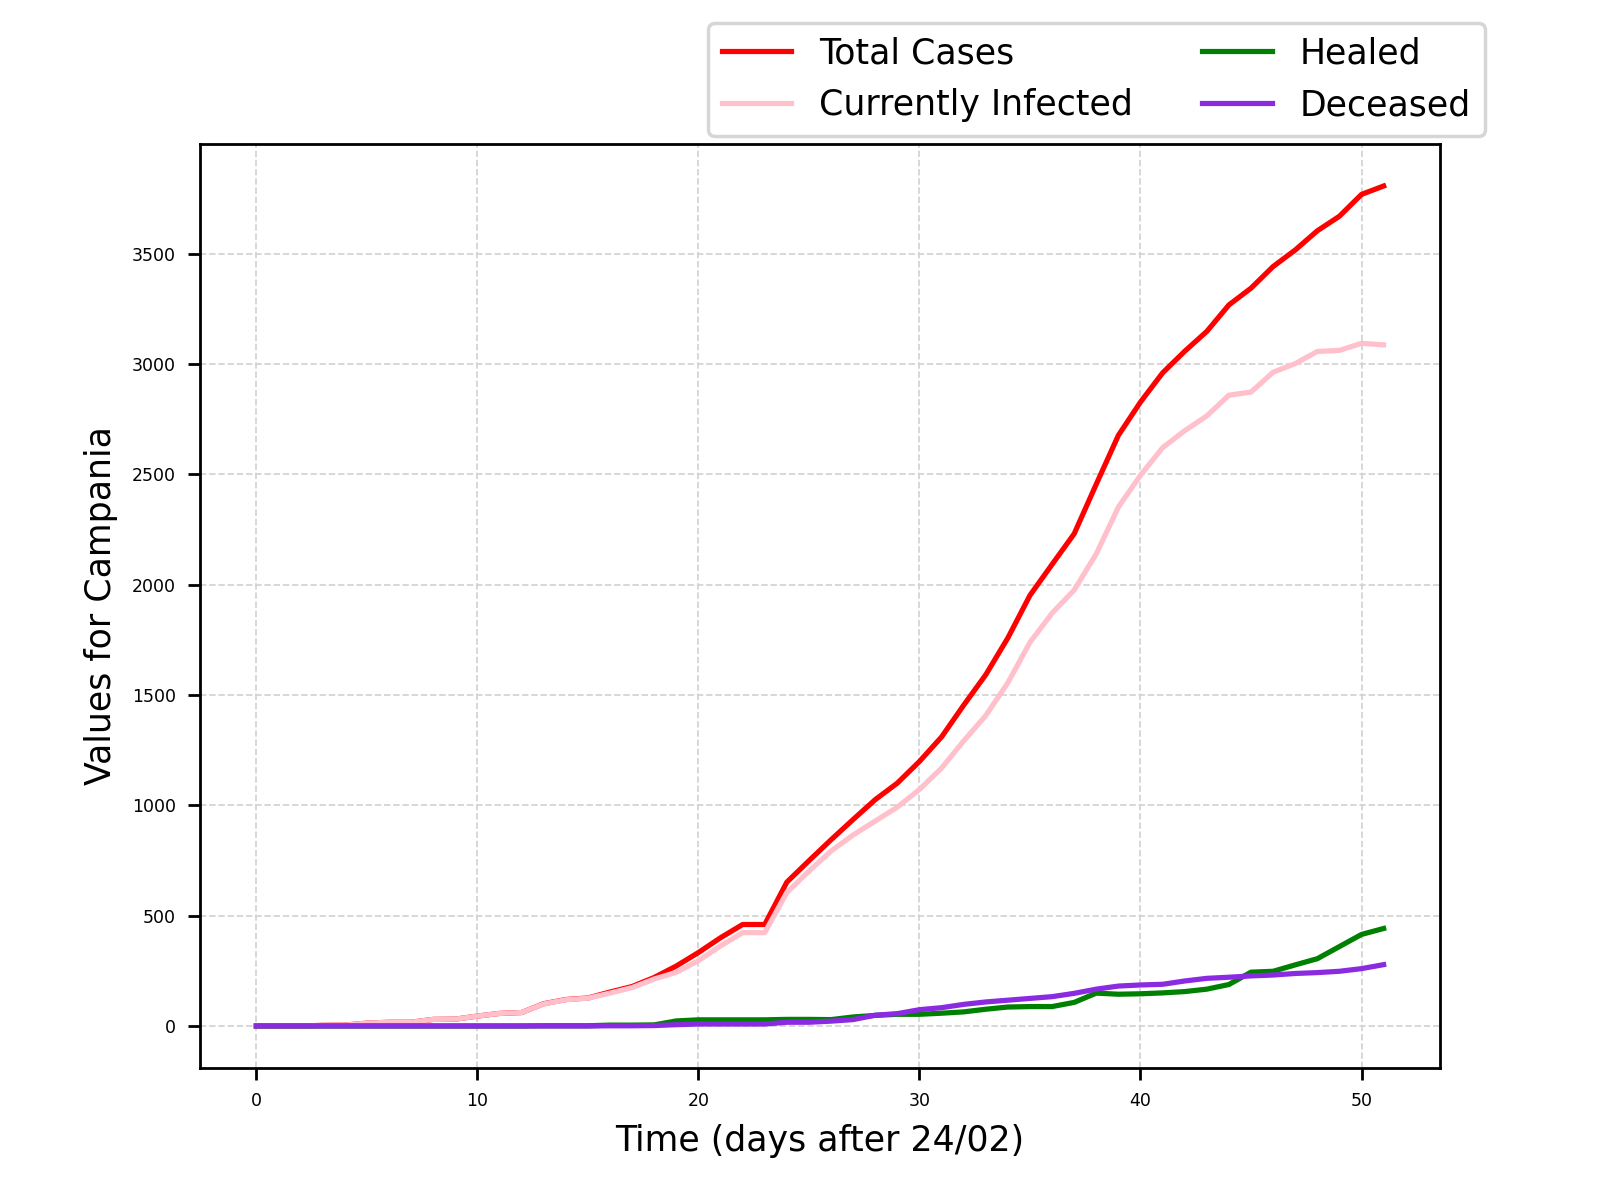 Total Cases
Currently Infected
Healed
Deceased
Values for Campania
3500
3000
2500
2000
1500
1000
500
0
0 10 20 30 40 50
Time (days after 24/02)